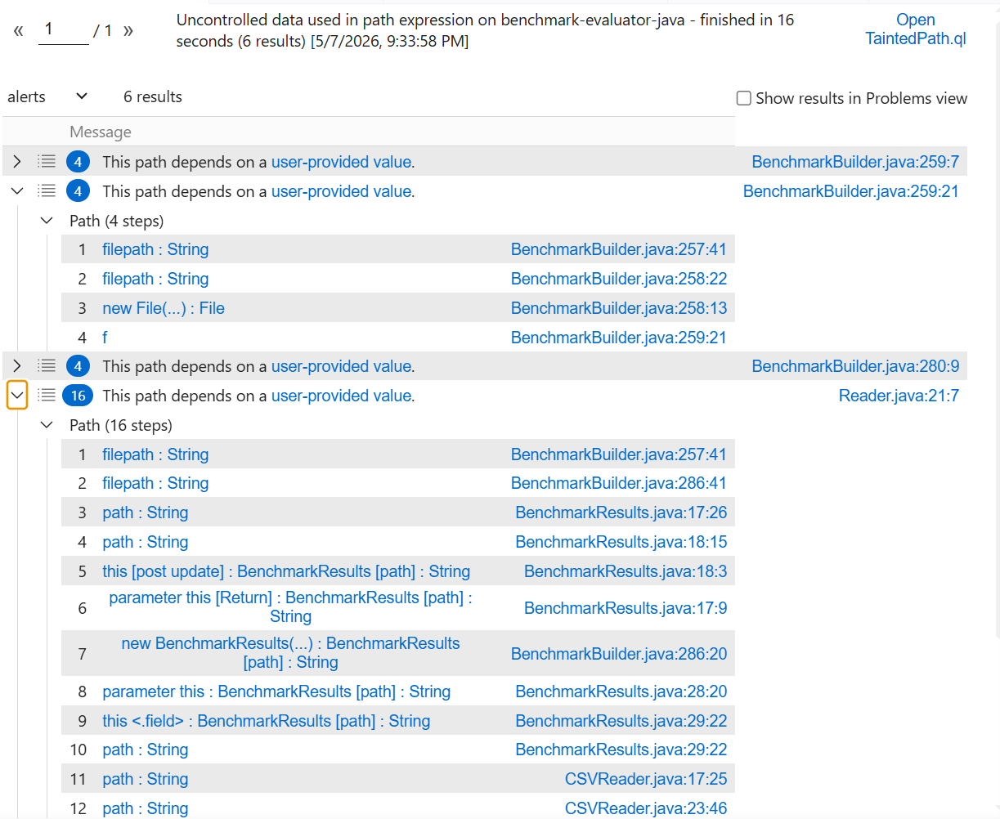 « 1 / 1 »
Uncontrolled data used in path expression on benchmark-evaluator-java - finished in 16
seconds (6 results) [5/7/2026, 9:33:58 PM]
Open
TaintedPath.ql
alerts 6 results
Show results in Problems view
Message
4 This path depends on a user-provided value. BenchmarkBuilder.java:259:7
4 This path depends on a user-provided value. BenchmarkBuilder.java:259:21
Path (4 steps)
1 filepath : String BenchmarkBuilder.java:257:41
2 filepath : String BenchmarkBuilder.java:258:22
3 new File(...) : File BenchmarkBuilder.java:258:13
4 f BenchmarkBuilder.java:259:21
4 This path depends on a user-provided value. BenchmarkBuilder.java:280:9
16 This path depends on a user-provided value. Reader.java:21:7
Path (16 steps)
1 filepath : String BenchmarkBuilder.java:257:41
2 filepath : String BenchmarkBuilder.java:286:41
3 path : String BenchmarkResults.java:17:26
4 path : String BenchmarkResults.java:18:15
5 this [post update] : BenchmarkResults [path] : String BenchmarkResults.java:18:3
6 parameter this [Return] : BenchmarkResults [path] :
String BenchmarkResults.java:17:9
7 new BenchmarkResults(...) : BenchmarkResults
[path] : String BenchmarkBuilder.java:286:20
8 parameter this : BenchmarkResults [path] : String BenchmarkResults.java:28:20
9 this <.field> : BenchmarkResults [path] : String BenchmarkResults.java:29:22
10 path : String BenchmarkResults.java:29:22
11 path : String CSVReader.java:17:25
12 path : String CSVReader.java:23:46